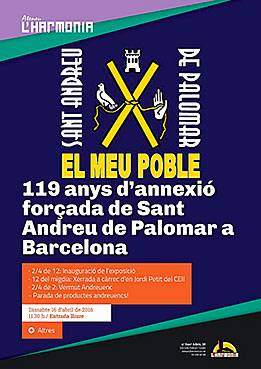 Ateneu
L'HARMONIA
SANT ANDREU
DE PALOMAR
EL MEU POBLE
119 anys d'annexió
forçada de Sant
Andreu de Palomar a
Barcelona
- 2/4 de 12: Inauguració de l'exposició
- 12 del migdia: Xerrada a càrrec d'en Jordi Petit del CEII
- 2/4 de 2: Vermut Andreuenc
- Parada de productes andreuencs!
Dissabte 16 d'abril de 2016
11.30 h / Entrada lliure
Altres
L'HARMONIA